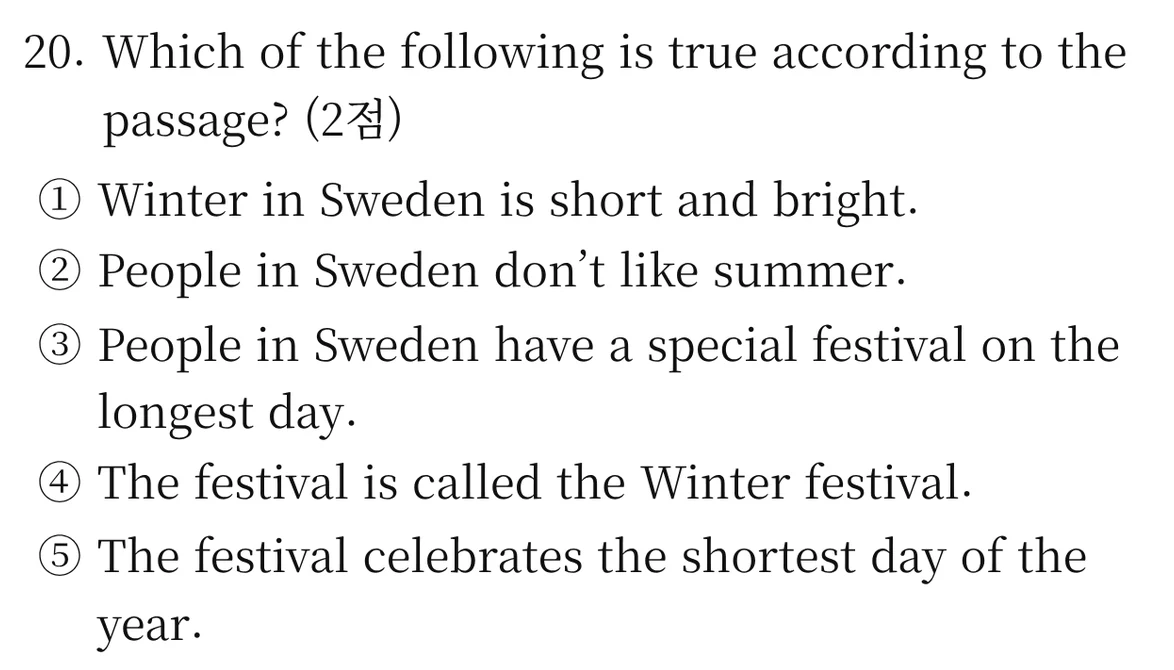 20. Which of the following is true according to the
passage? (2점)
① Winter in Sweden is short and bright.
② People in Sweden don’t like summer.
③ People in Sweden have a special festival on the
longest day.
④ The festival is called the Winter festival.
⑤ The festival celebrates the shortest day of the
year.